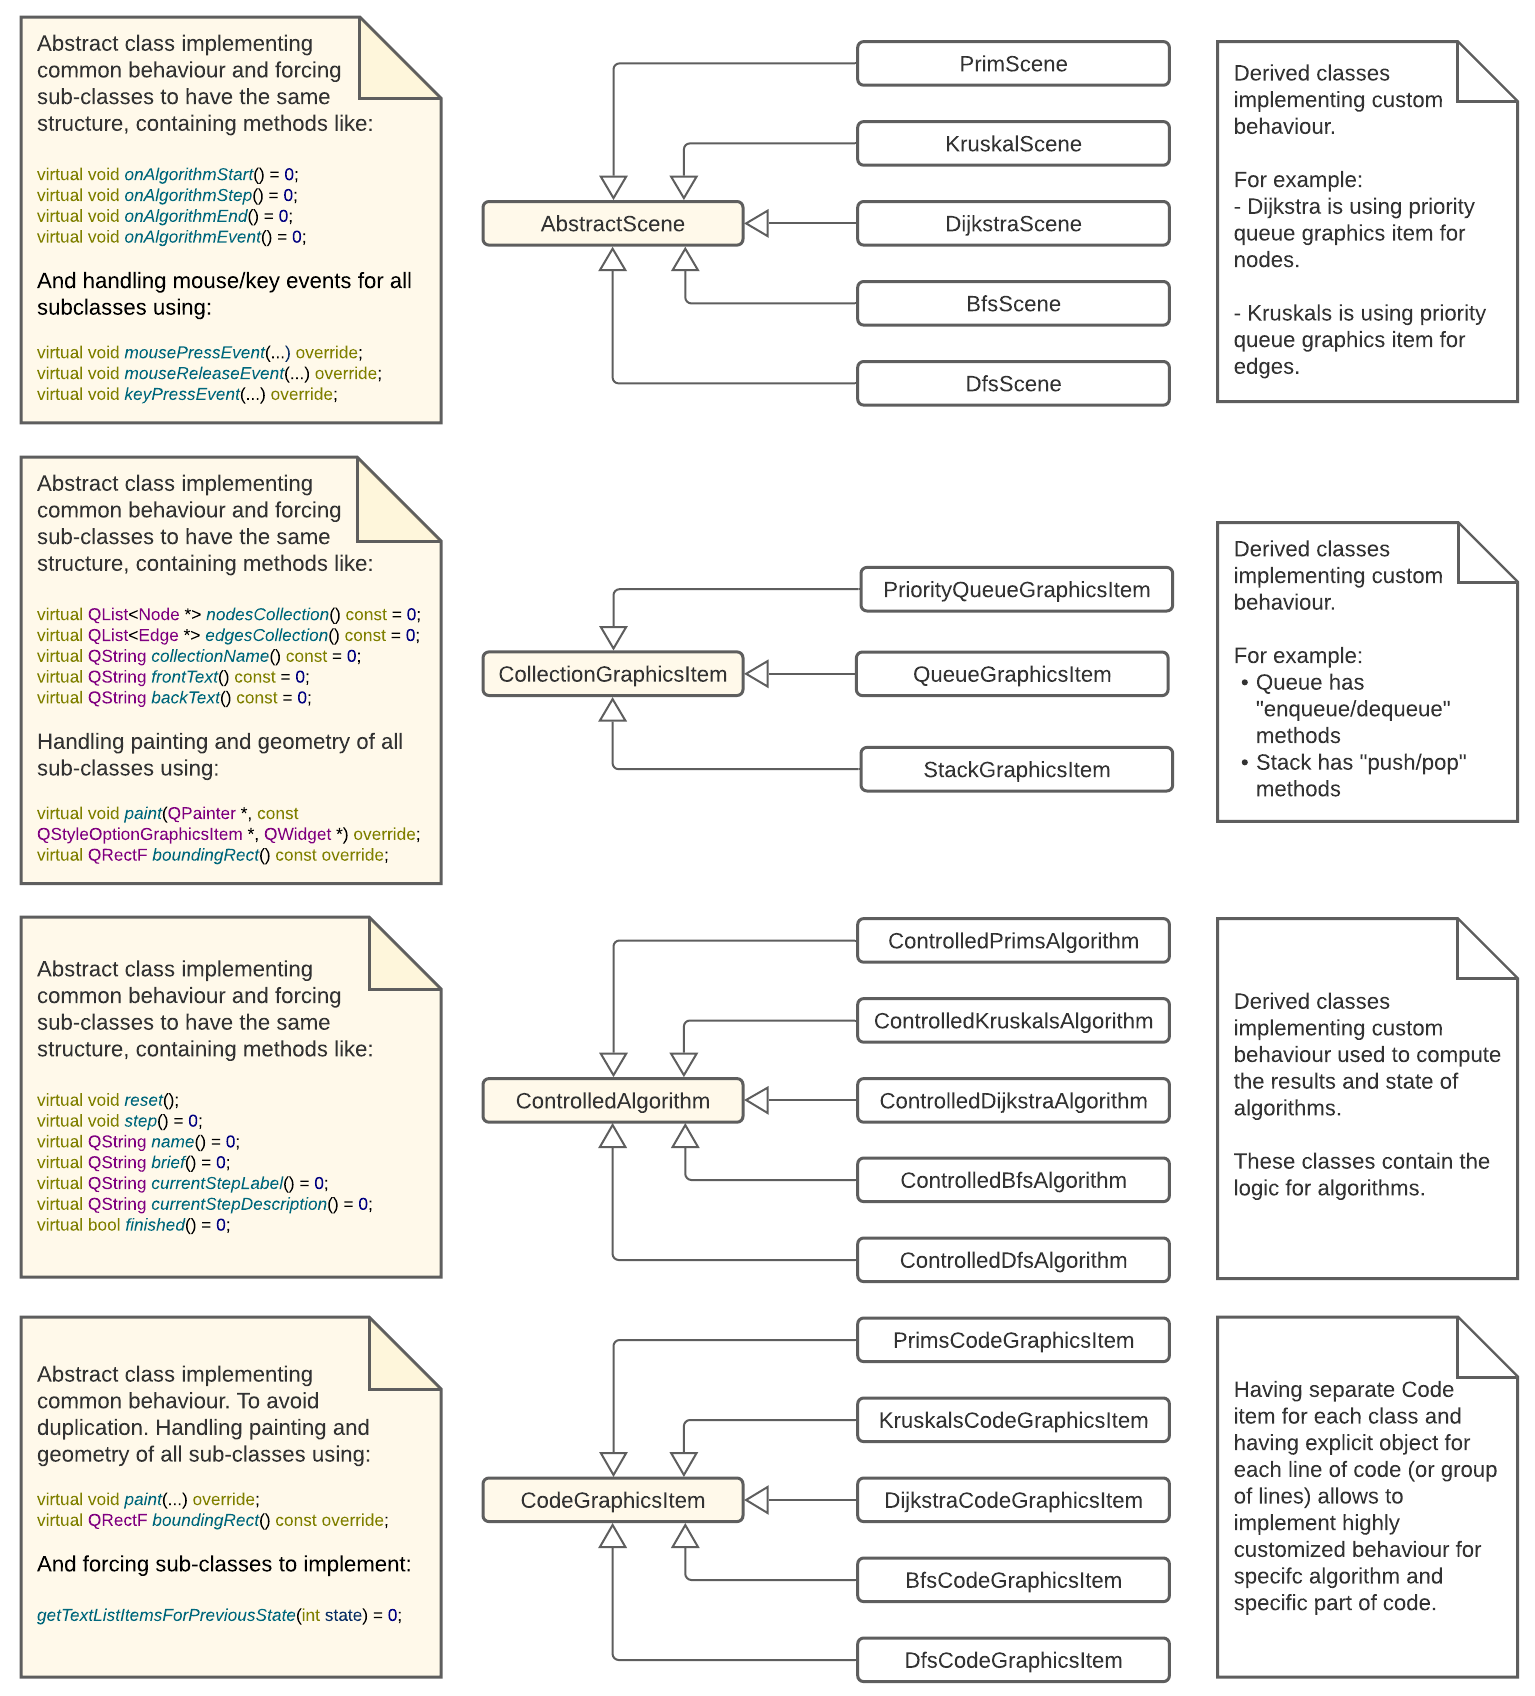 Abstract class implementing
common behaviour and forcing
sub-classes to have the same
structure, containing methods like:
virtual void onAlgorithmStart() = 0;
virtual void onAlgorithmStep() = 0;
virtual void onAlgorithmEnd() = 0;
virtual void onAlgorithmEvent() = 0;
And handling mouse/key events for all
subclasses using:
virtual void mousePressEvent(...) override;
virtual void mouseReleaseEvent(...) override;
virtual void keyPressEvent(...) override;
PrimScene
KruskalScene
AbstractScene
DijkstraScene
BfsScene
DfsScene
Derived classes
implementing custom
behaviour.
For example:
- Dijkstra is using priority
queue graphics item for
nodes.
- Kruskals is using priority
queue graphics item for
edges.
Abstract class implementing
common behaviour and forcing
sub-classes to have the same
structure, containing methods like:
virtual QList<Node *> nodesCollection() const = 0;
virtual QList<Edge *> edgesCollection() const = 0;
virtual QString collectionName() const = 0;
virtual QString frontText() const = 0;
virtual QString backText() const = 0;
Handling painting and geometry of all
sub-classes using:
virtual void paint(QPainter *, const
QStyleOptionGraphicsItem *, QWidget *) override;
virtual QRectF boundingRect() const override;
PriorityQueueGraphicsItem
CollectionGraphicsItem
QueueGraphicsItem
StackGraphicsItem
Derived classes
implementing custom
behaviour.
For example:
• Queue has
"enqueue/dequeue"
methods
• Stack has "push/pop"
methods
Abstract class implementing
common behaviour and forcing
sub-classes to have the same
structure, containing methods like:
virtual void reset();
virtual void step() = 0;
virtual QString name() = 0;
virtual QString brief() = 0;
virtual QString currentStepLabel() = 0;
virtual QString currentStepDescription() = 0;
virtual bool finished() = 0;
ControlledPrimsAlgorithm
ControlledKruskalsAlgorithm
ControlledAlgorithm
ControlledDijkstraAlgorithm
ControlledBfsAlgorithm
ControlledDfsAlgorithm
Derived classes
implementing custom
behaviour used to compute
the results and state of
algorithms.
These classes contain the
logic for algorithms.
Abstract class implementing
common behaviour. To avoid
duplication. Handling painting and
geometry of all sub-classes using:
virtual void paint(...) override;
virtual QRectF boundingRect() const override;
And forcing sub-classes to implement:
getTextListItemsForPreviousState(int state) = 0;
PrimsCodeGraphicsItem
KruskalsCodeGraphicsItem
CodeGraphicsItem
DijkstraCodeGraphicsItem
BfsCodeGraphicsItem
DfsCodeGraphicsItem
Having separate Code
item for each class and
having explicit object for
each line of code (or group
of lines) allows to
implement highly
customized behaviour for
specifc algorithm and
specific part of code.